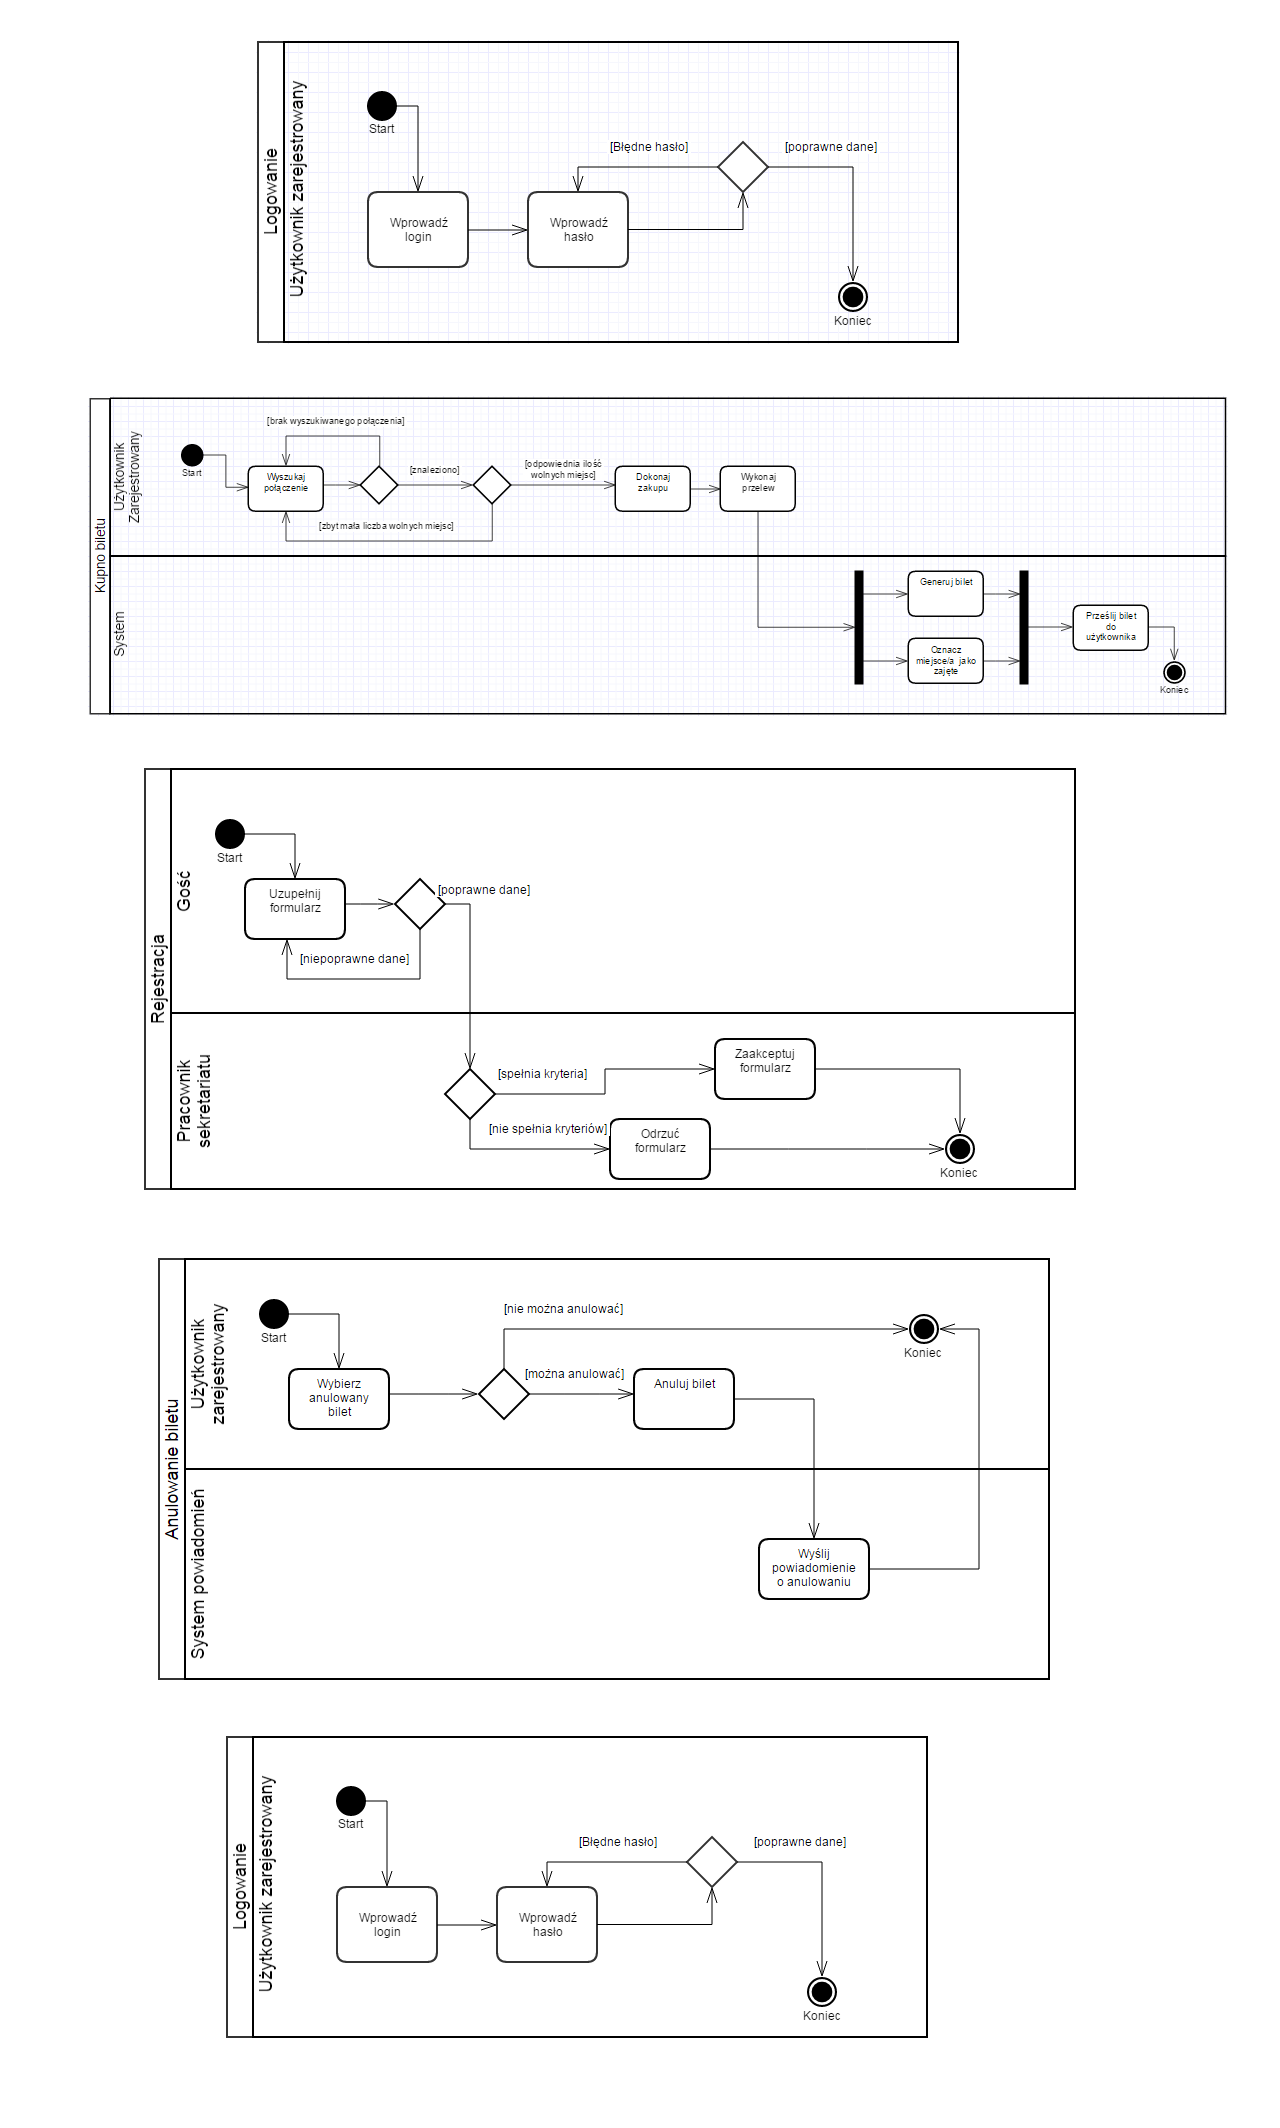 Logowanie
Użytkownik zarejestrowany
Start
Wprowadź
login
Wprowadź
hasło
[Błędne hasło]
[poprawne dane]
Koniec
Kupno biletu
Użytkownik
Zarejestrowany
Start
[brak wyszukiwanego połączenia]
Wyszukaj
połączenie
[znaleziono]
[odpowiednia ilość
wolnych miejsc]
[zbyt mała liczba wolnych miejsc]
Dokonaj
zakupu
Wykonaj
przelew
System
Generuj bilet
Oznacz
miejsce/a jako
zajęte
Prześlij bilet
do
użytkownika
Koniec
Rejestracja
Gość
Start
Uzupełnij
formularz
[poprawne dane]
[niepoprawne dane]
Pracownik
sekretariatu
[spełnia kryteria]
Zaakceptuj
formularz
[nie spełnia kryteriów]
Odrzuć
formularz
Koniec
Anulowanie biletu
Użytkownik
zarejestrowany
Start
Wybierz
anulowany
bilet
[nie można anulować]
[można anulować]
Anuluj bilet
Koniec
System powiadomień
Wyślij
powiadomienie
o anulowaniu
Logowanie
Użytkownik zarejestrowany
Start
Wprowadź
login
Wprowadź
hasło
[Błędne hasło]
[poprawne dane]
Koniec